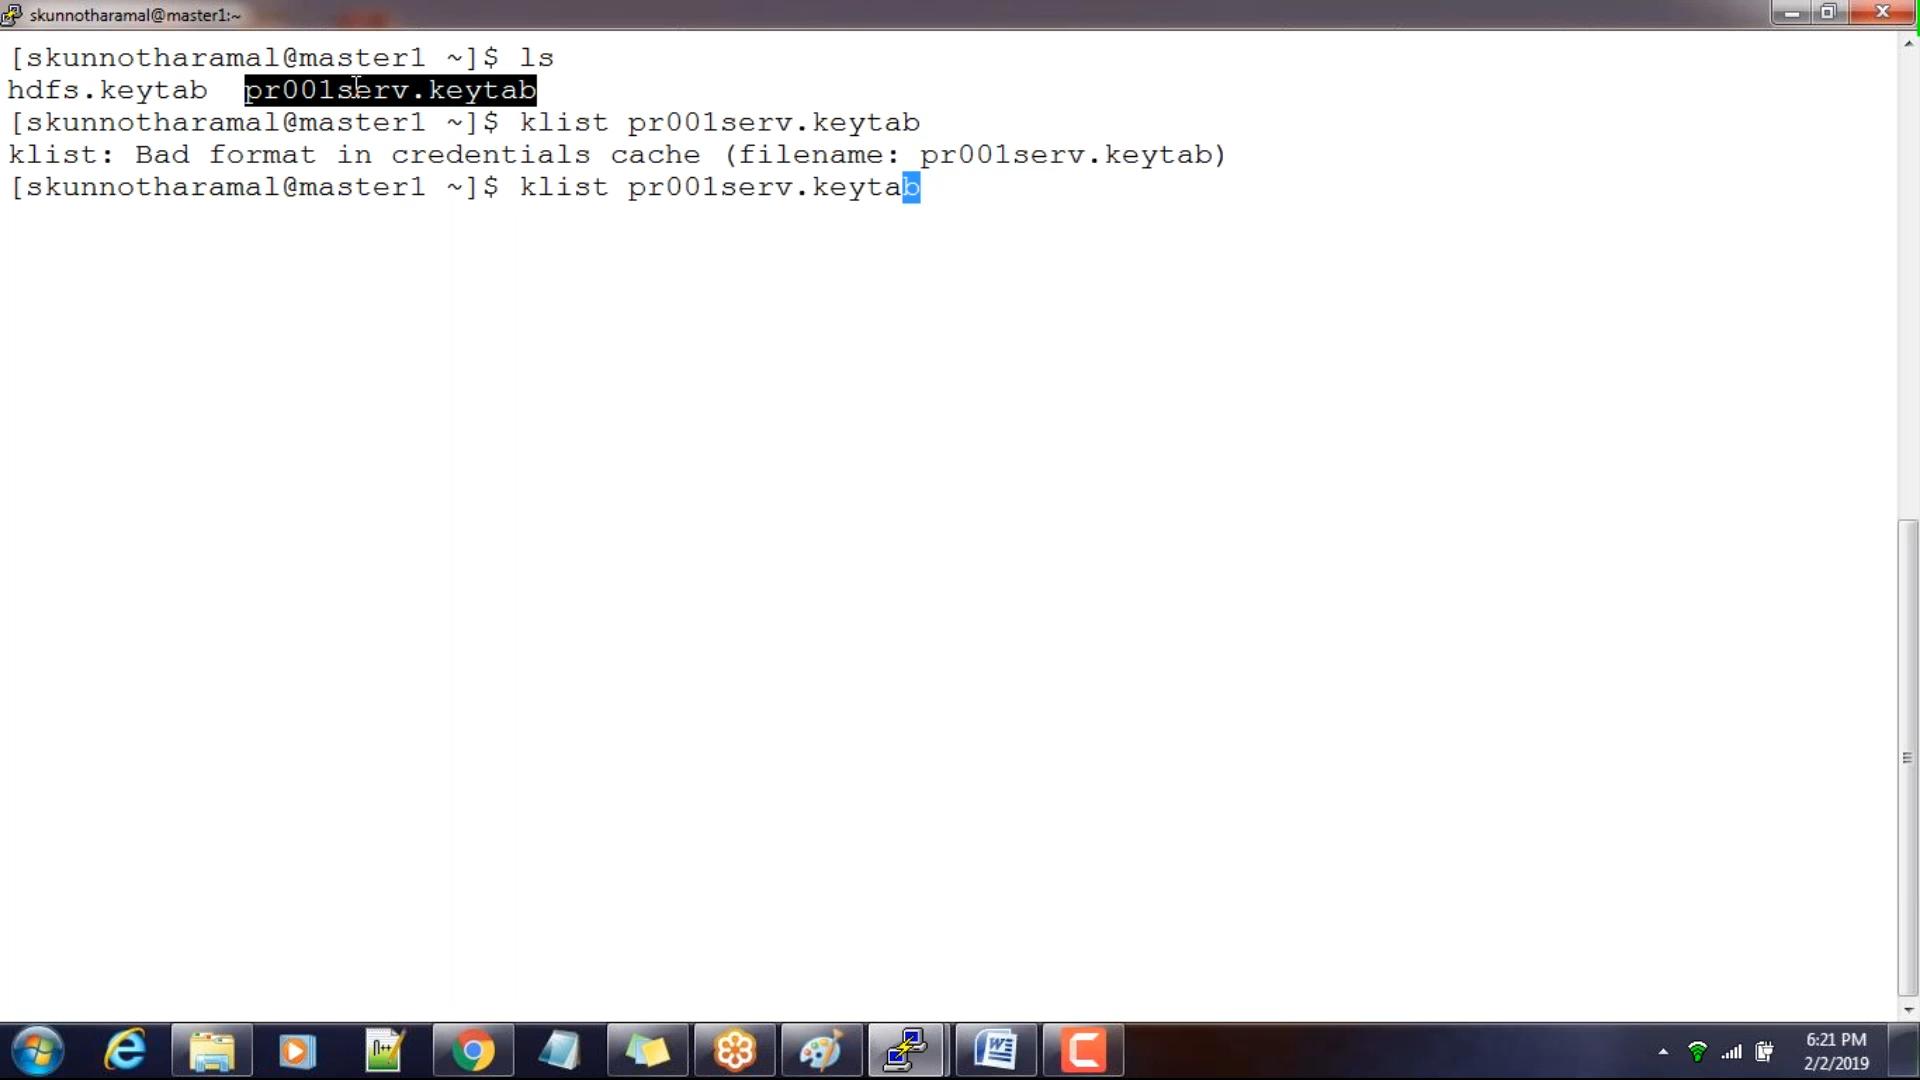 skunnotharamal@master1:~
[skunnotharamal@master1 ~]$ ls
hdfs.keytab  pr001serv.keytab
[skunnotharamal@master1 ~]$ klist pr001serv.keytab
klist: Bad format in credentials cache (filename: pr001serv.keytab)
[skunnotharamal@master1 ~]$ klist pr001serv.keytab
6:21 PM
2/2/2019